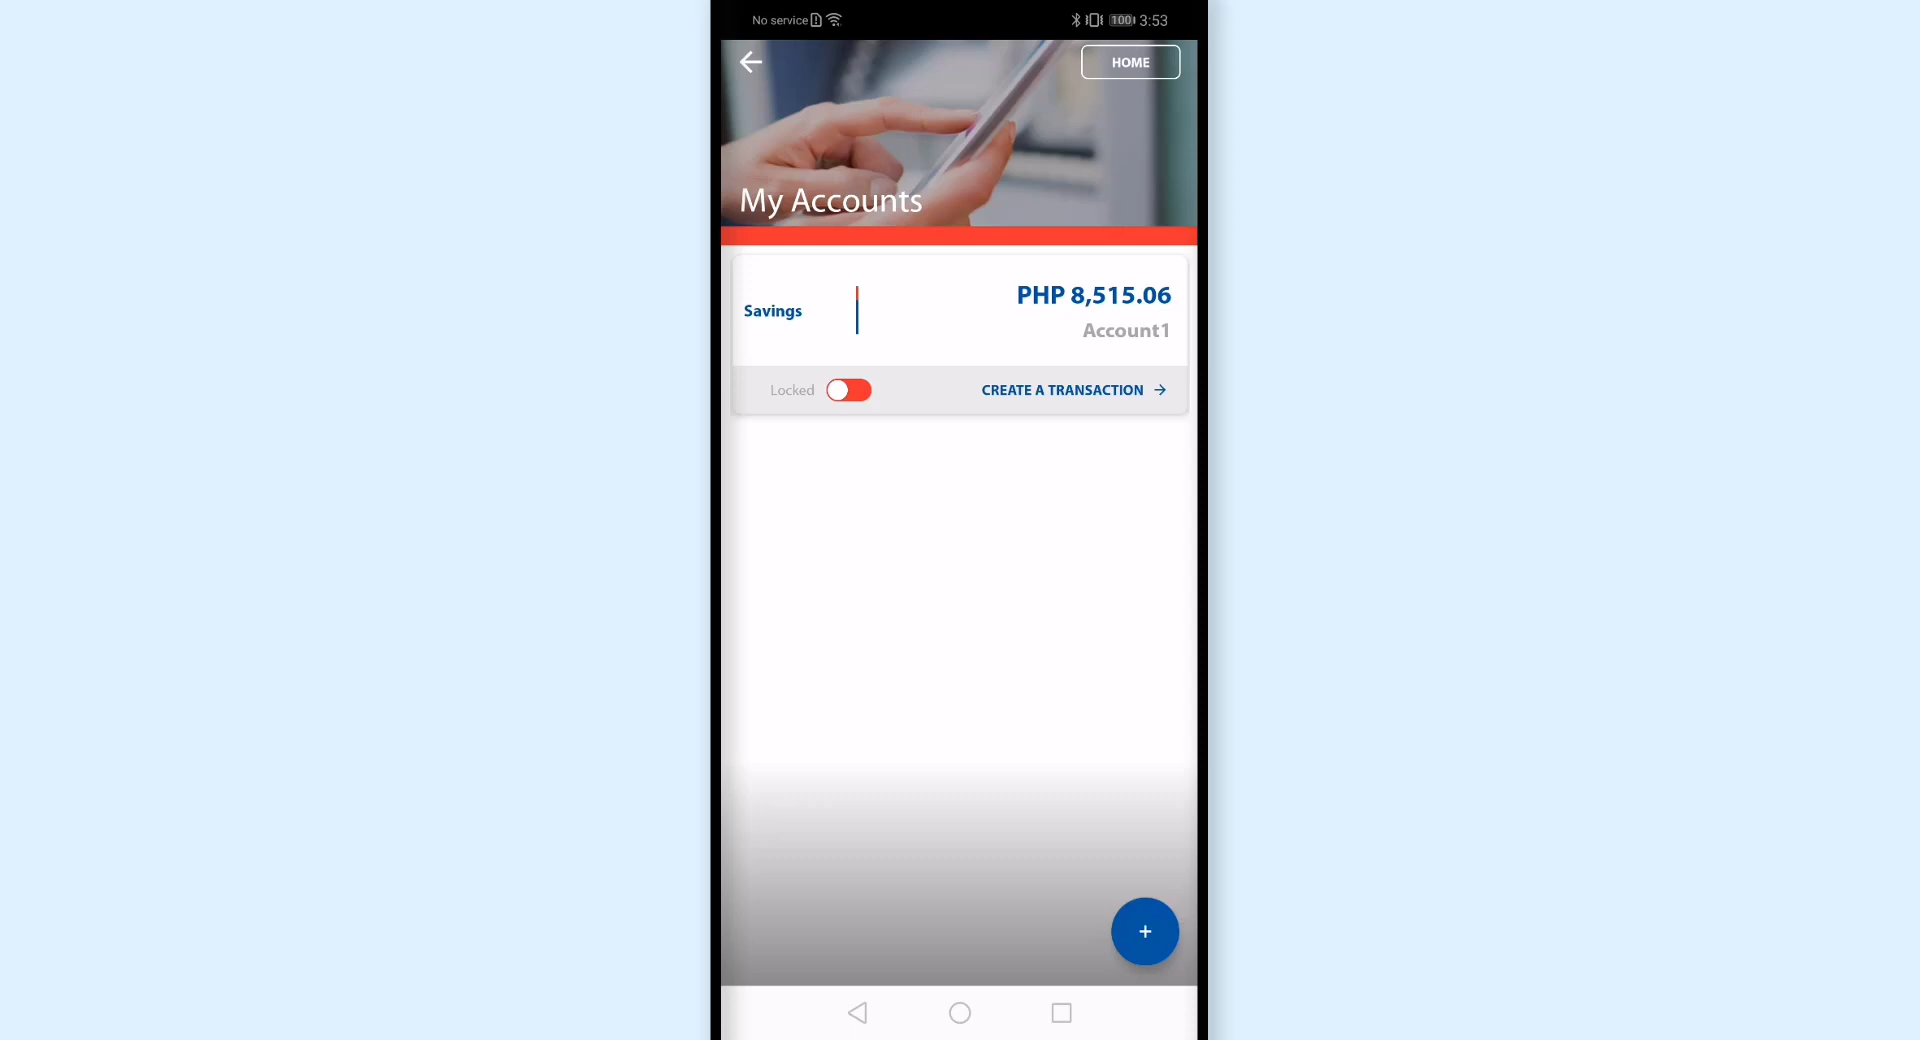 No service
100
3:53
HOME
My Accounts
Savings
PHP 8,515.06
Account1
Locked
CREATE A TRANSACTION
+